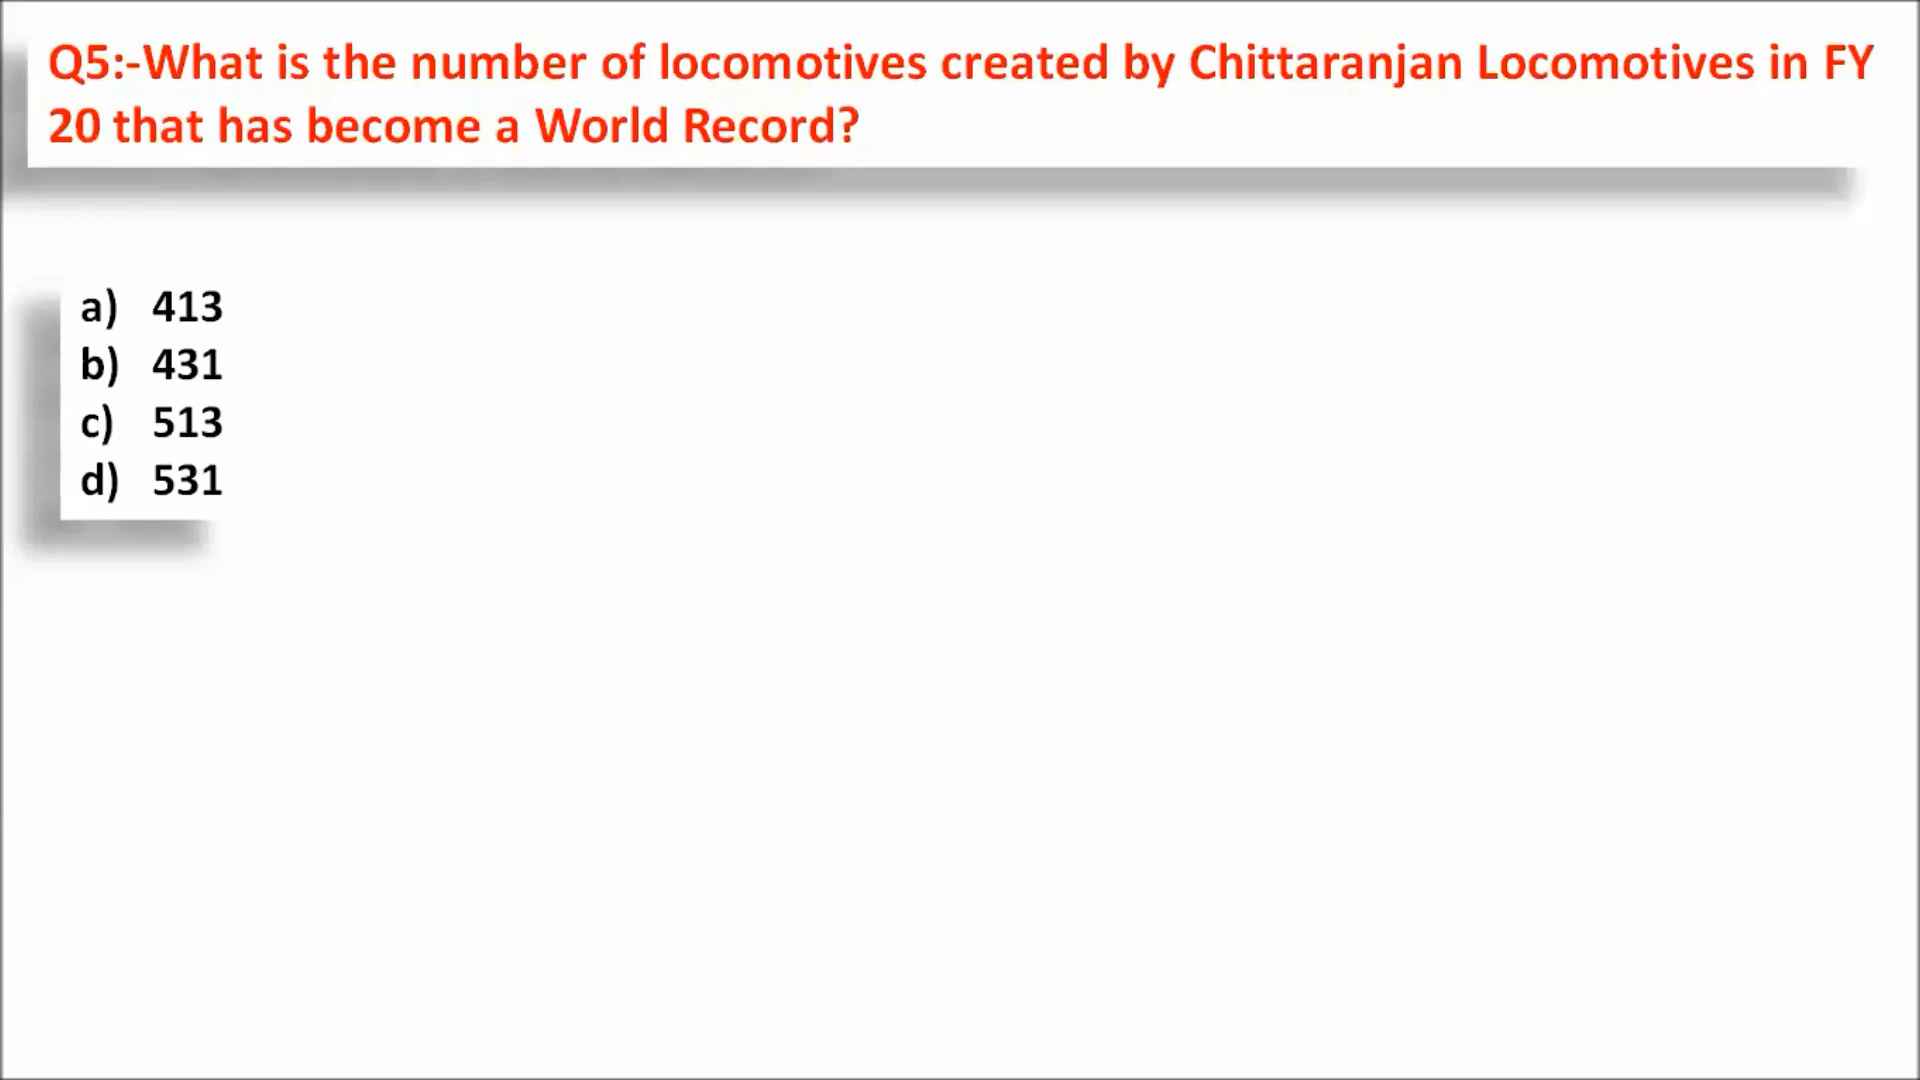 Q5:-What is the number of locomotives created by Chittaranjan Locomotives in FY
20 that has become a World Record?
a) 413
b) 431
c) 513
d) 531